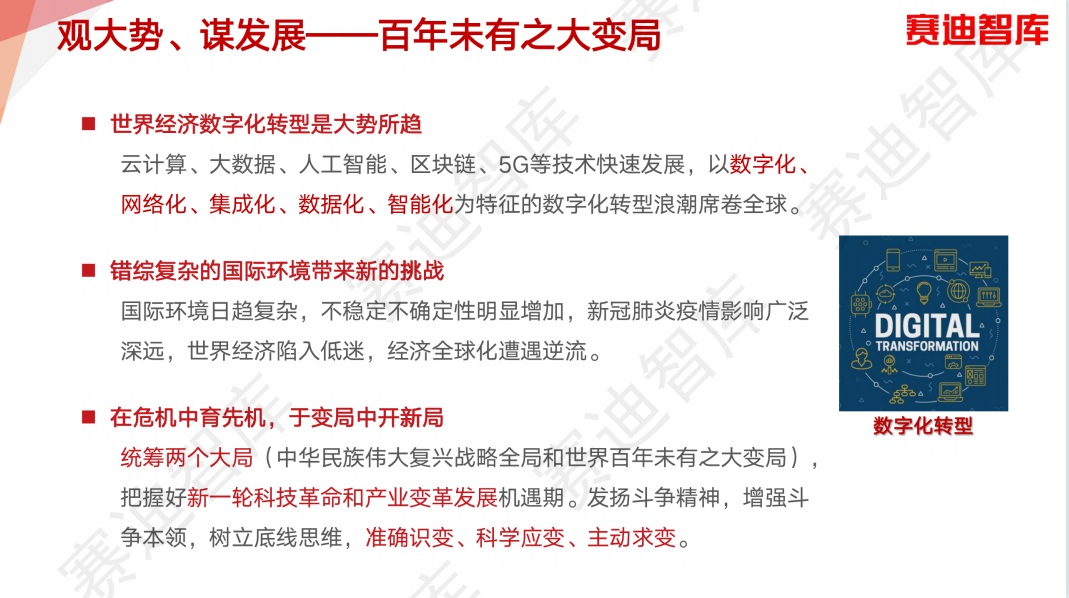 观大势、谋发展——百年未有之大变局
赛迪智库
■ 世界经济数字化转型是大势所趋
云计算、大数据、人工智能、区块链、5G等技术快速发展，以数字化、
网络化、集成化、数据化、智能化为特征的数字化转型浪潮席卷全球。
■ 错综复杂的国际环境带来新的挑战
国际环境日趋复杂，不稳定不确定性明显增加，新冠肺炎疫情影响广泛
深远，世界经济陷入低迷，经济全球化遭遇逆流。
■ 在危机中育先机，于变局中开新局
统筹两个大局（中华民族伟大复兴战略全局和世界百年未有之大变局），
把握好新一轮科技革命和产业变革发展机遇期。发扬斗争精神，增强斗
争本领，树立底线思维，准确识变、科学应变、主动求变。
DIGITAL
TRANSFORMATION
数字化转型
赛迪智库
赛迪智库
赛迪智库
赛迪智库